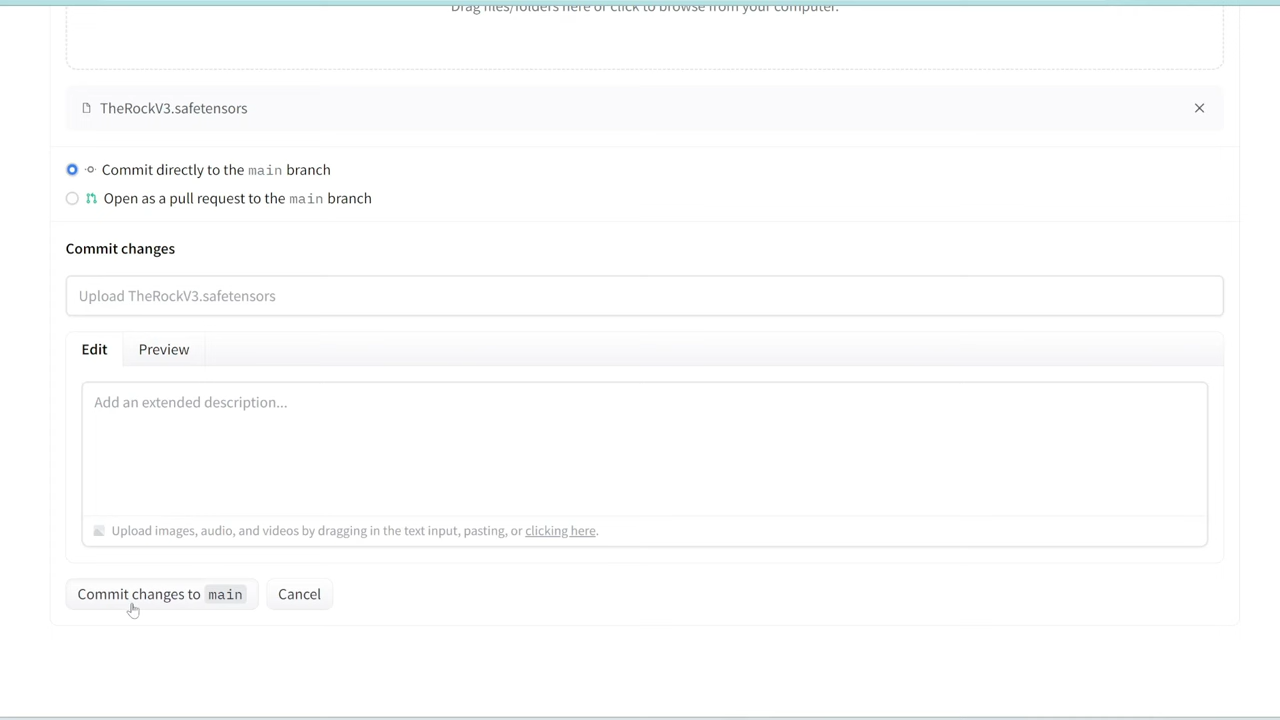 Drag files/folders here or click to browse from your computer.
TheRockV3.safetensors
Commit directly to the main branch
Open as a pull request to the main branch
Commit changes
Upload TheRockV3.safetensors
Edit Preview
Add an extended description...
Upload images, audio, and videos by dragging in the text input, pasting, or clicking here.
Commit changes to main Cancel